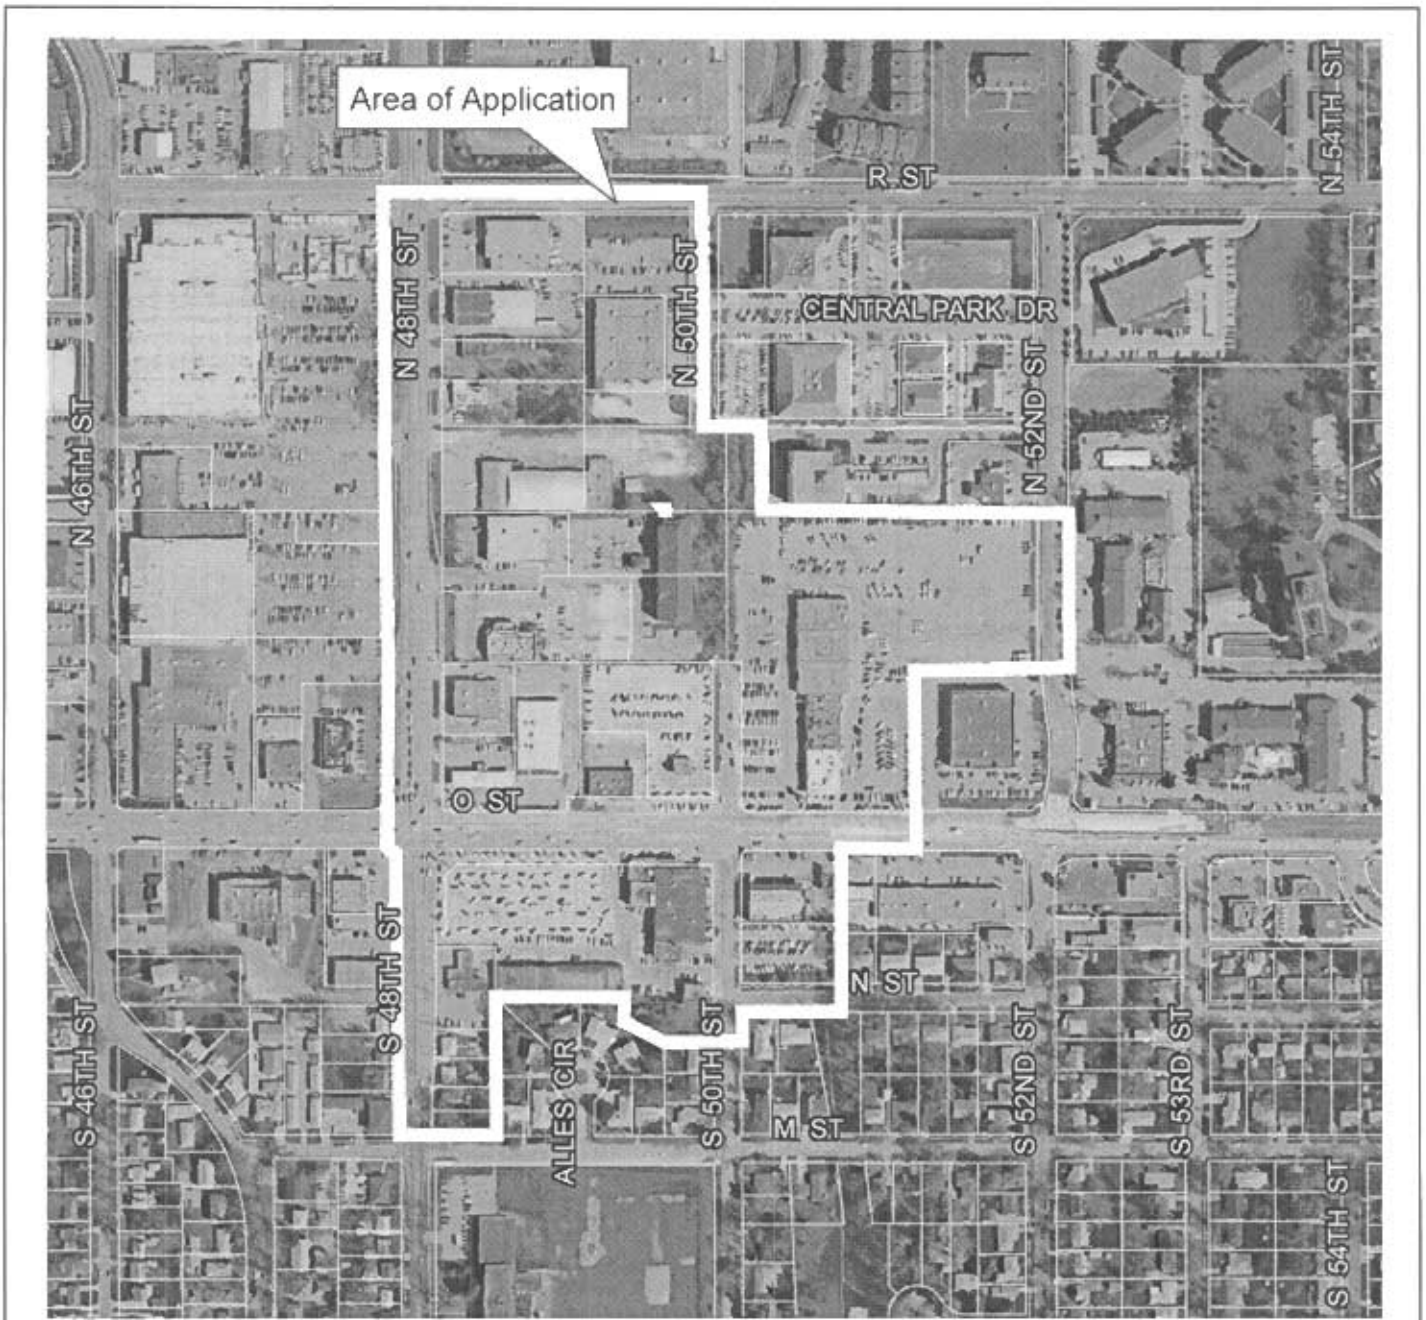 Area of Application
N 54TH ST
R ST
N 48TH ST
N 50TH ST
CENTRAL PARK DR
N 52ND ST
N 46TH ST
O ST
S 48TH ST
N ST
S 46TH ST
ALLES CIR
S 50TH ST
M ST
S 52ND ST
S 53RD ST
S 54TH ST